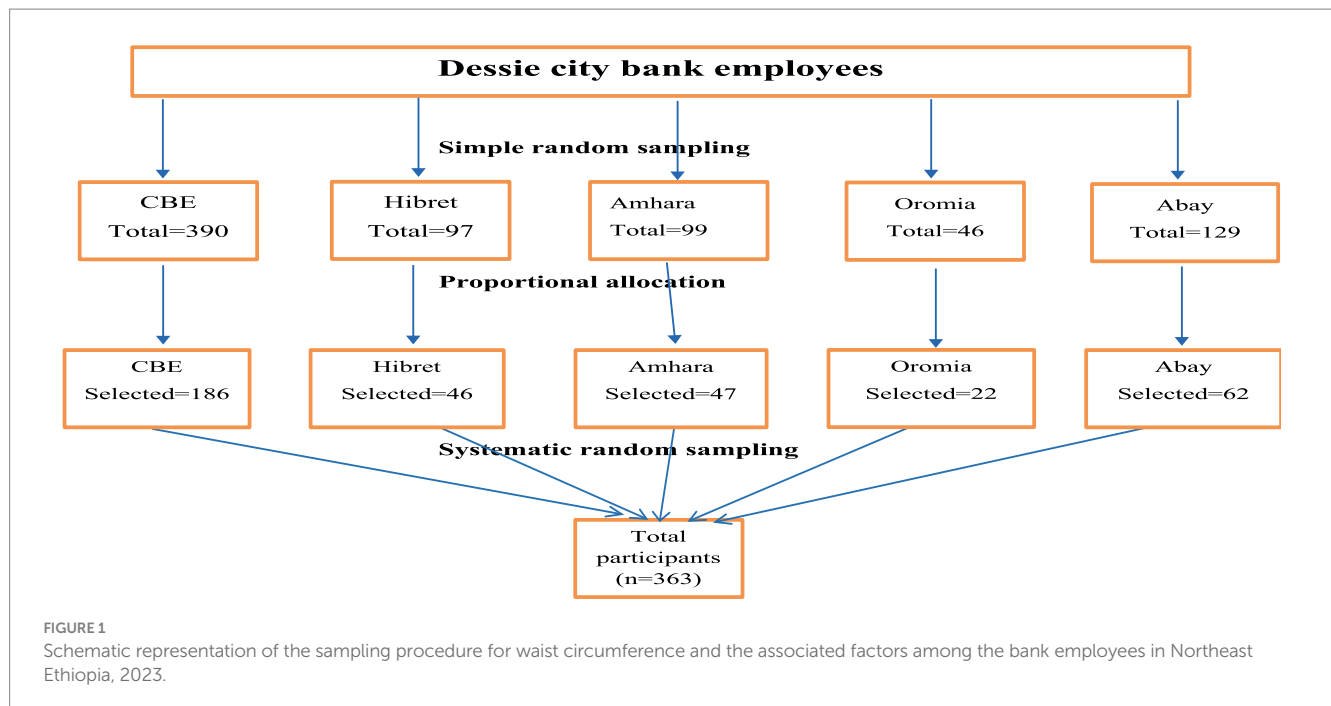 Dessie city bank employees
Simple random sampling
CBE
Total=390
Hibret
Total=97
Amhara
Total=99
Oromia
Total=46
Abay
Total=129
Proportional allocation
CBE
Selected=186
Hibret
Selected=46
Amhara
Selected=47
Oromia
Selected=22
Abay
Selected=62
Systematic random sampling
Total
participants
(n=363)
FIGURE 1
Schematic representation of the sampling procedure for waist circumference and the associated factors among the bank employees in Northeast
Ethiopia, 2023.